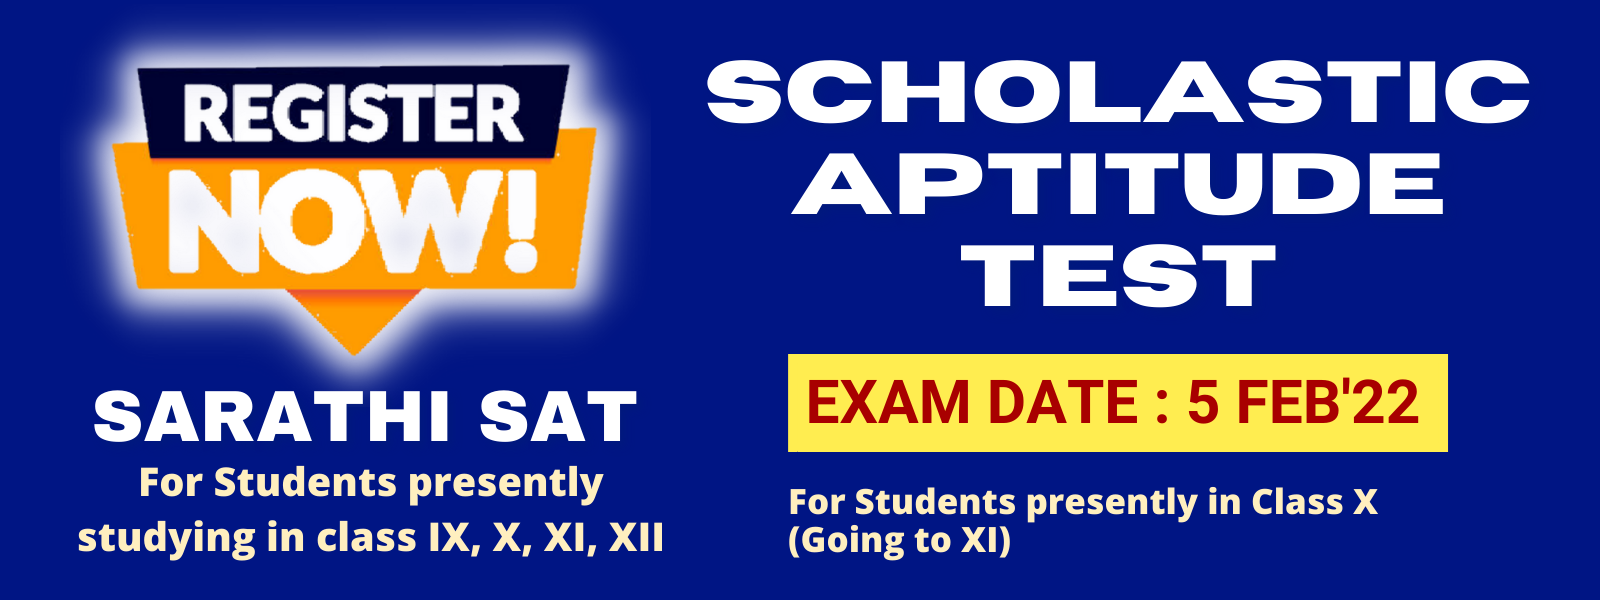 REGISTER
NOW!
SARATHI SAT
For Students presently
studying in class IX, X, XI, XII
SCHOLASTIC
APTITUDE
TEST
EXAM DATE : 5 FEB'22
For Students presently in Class X
(Going to XI)